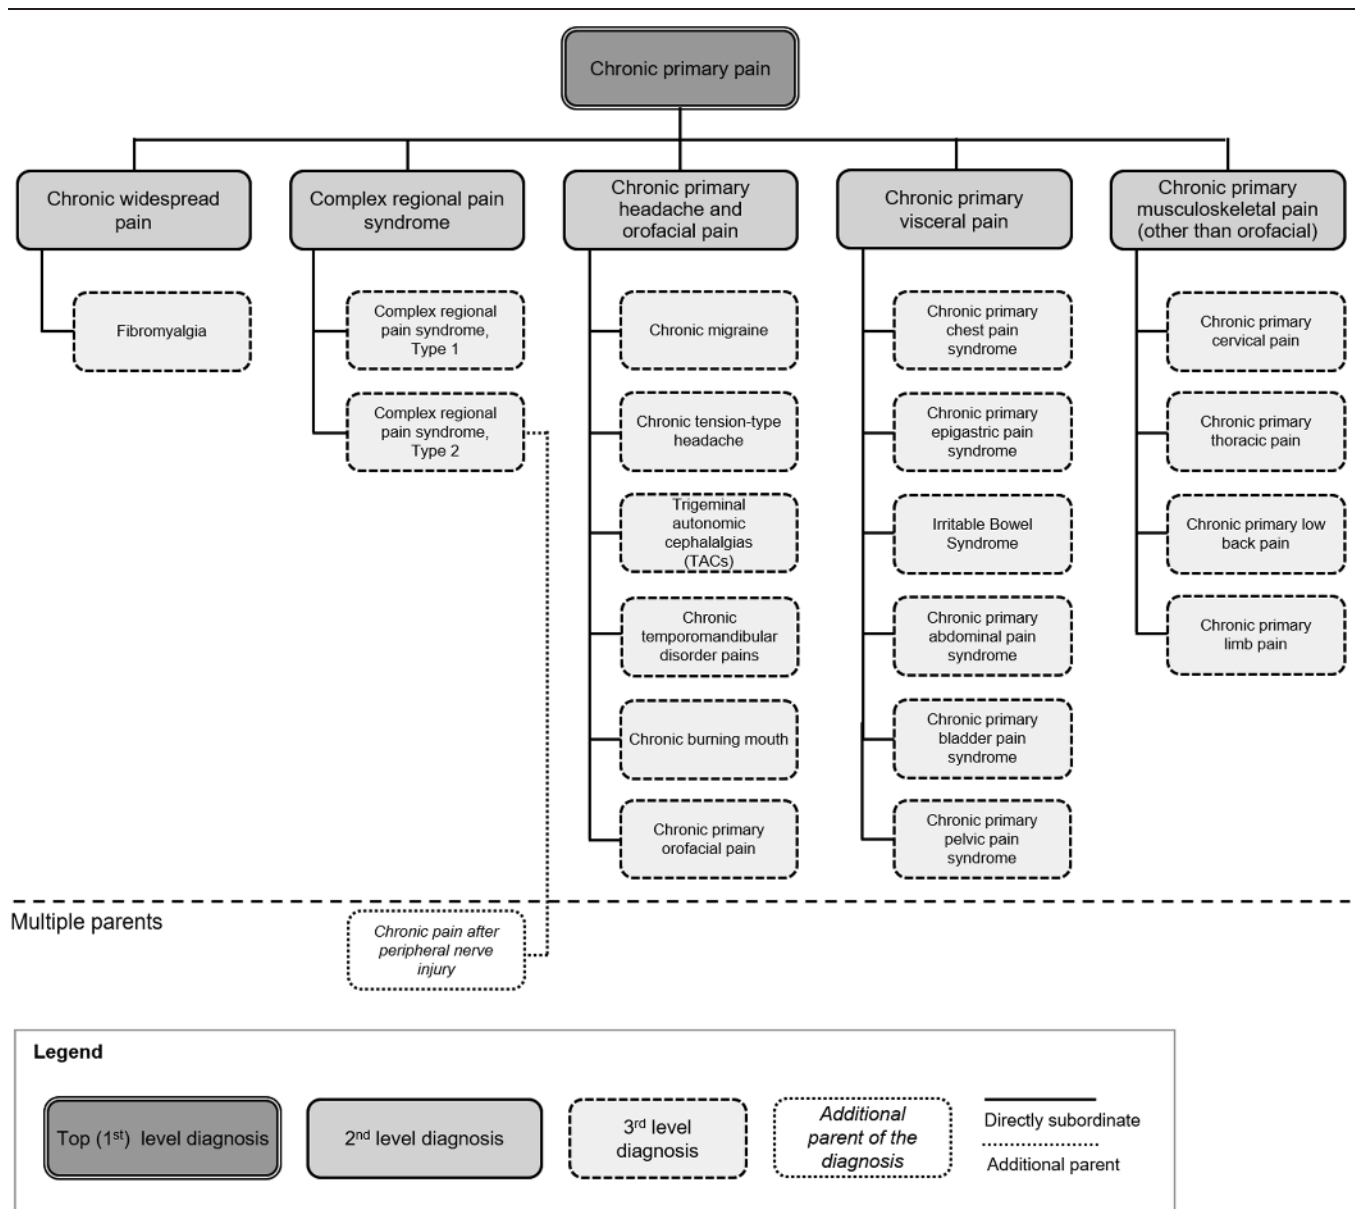 Chronic primary pain
Chronic widespread
pain
Complex regional pain
syndrome
Chronic primary
headache and
orofacial pain
Chronic primary
visceral pain
Chronic primary
musculoskeletal pain
(other than orofacial)
Fibromyalgia
Complex regional
pain syndrome,
Type 1
Complex regional
pain syndrome,
Type 2
Chronic migraine
Chronic tension-type
headache
Trigeminal
autonomic
cephalalgias
(TACs)
Chronic
temporomandibular
disorder pains
Chronic burning mouth
Chronic primary
orofacial pain
Chronic primary
chest pain
syndrome
Chronic primary
epigastric pain
syndrome
Irritable Bowel
Syndrome
Chronic primary
abdominal pain
syndrome
Chronic primary
bladder pain
syndrome
Chronic primary
pelvic pain
syndrome
Chronic primary
cervical pain
Chronic primary
thoracic pain
Chronic primary low
back pain
Chronic primary
limb pain
Multiple parents
Chronic pain after
peripheral nerve
injury
Legend
Top (1st) level diagnosis
2nd level diagnosis
3rd level
diagnosis
Additional
parent of the
diagnosis
Directly subordinate
Additional parent